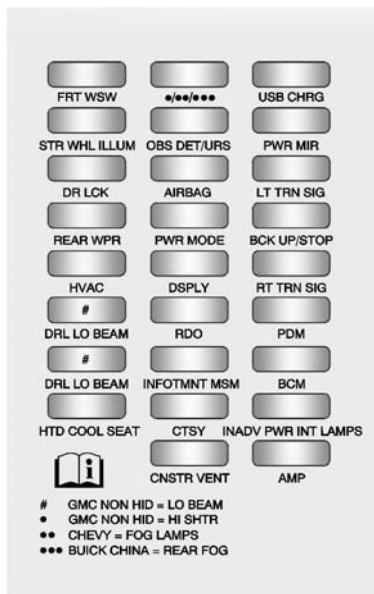 FRT WSW ●/●●/●●● USB CHRG
STR WHL ILLUM OBS DET/URS PWR MIR
DR LCK AIRBAG LT TRN SIG
REAR WPR PWR MODE BCK UP/STOP
HVAC DSPLY RT TRN SIG
#
DRL LO BEAM RDO PDM
#
DRL LO BEAM INFOTMNT MSM BCM
HTD COOL SEAT CTSY INADV PWR INT LAMPS
i
CNSTR VENT AMP
# GMC NON HID = LO BEAM
● GMC NON HID = HI SHTR
●● CHEVY = FOG LAMPS
●●● BUICK CHINA = REAR FOG